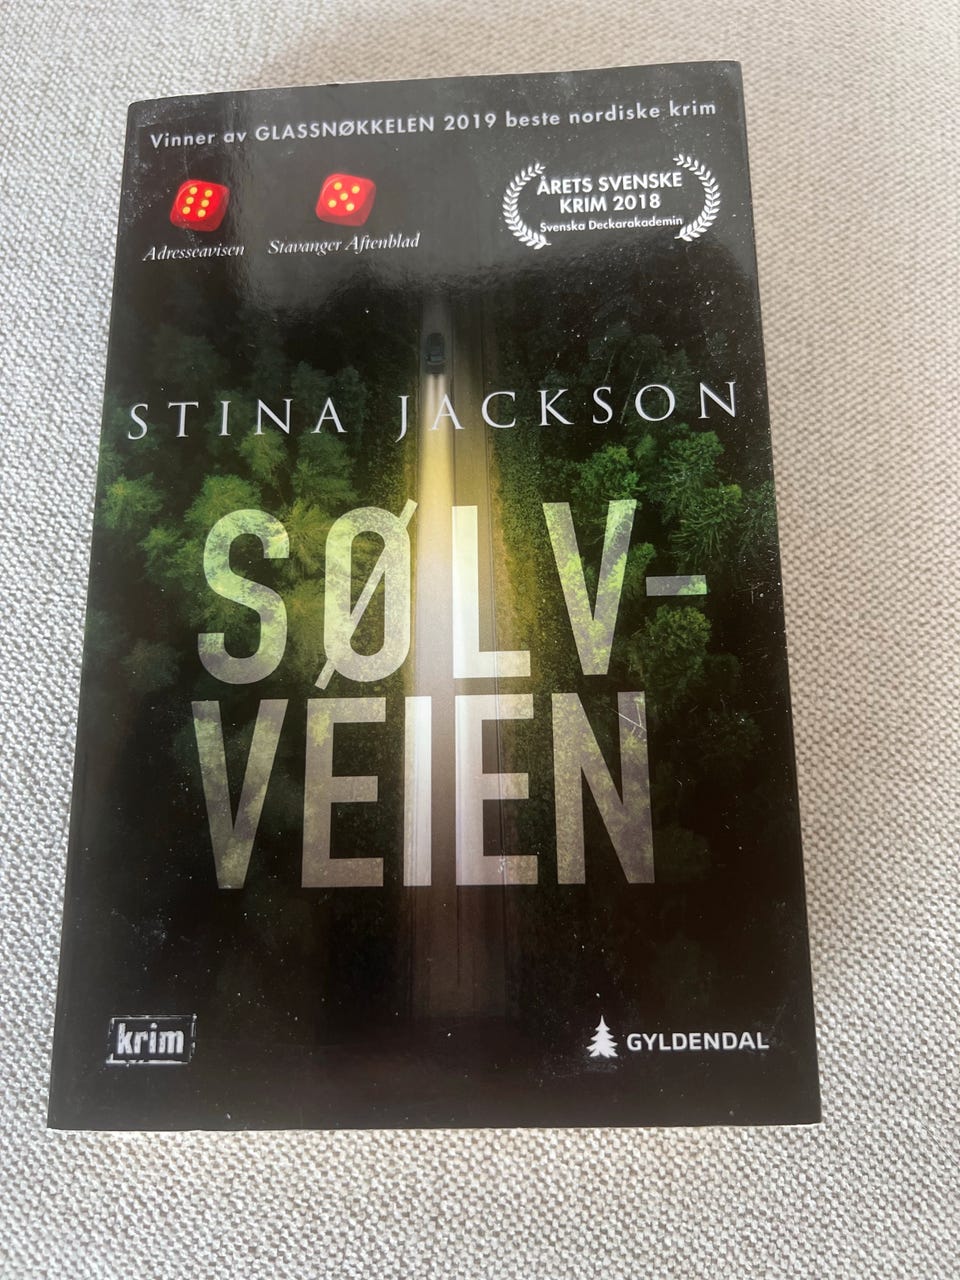 Vinner av GLASSNØKKELEN 2019 beste nordiske krim
Adresseavisen
Stavanger Aftenblad
ÅRETS SVENSKE
KRIM 2018
Svenska Deckarakademin
STINA JACKSON
SØLV-
VEIEN
krim
GYLDENDAL